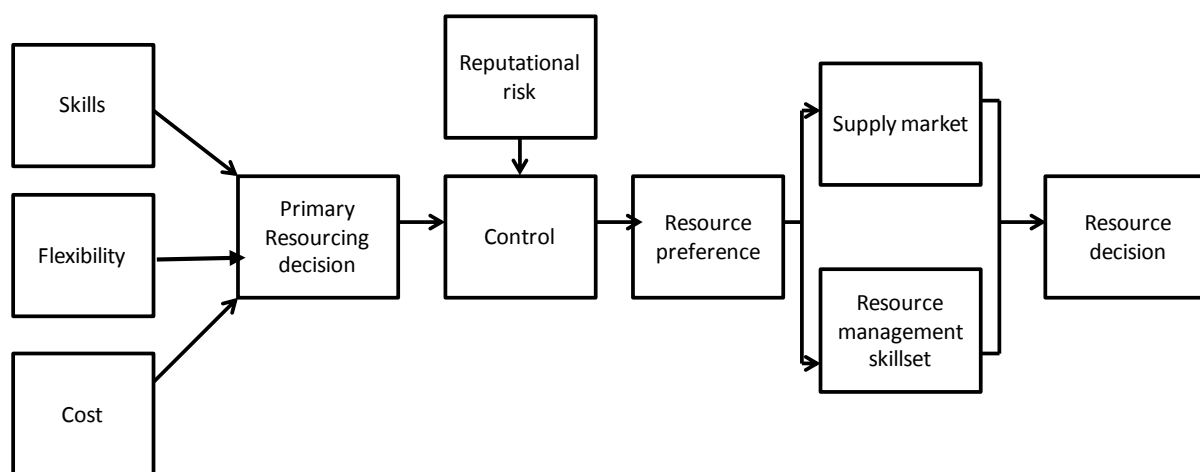 Skills
Flexibility
Cost
Primary
Resourcing
decision
Reputational
risk
Control
Resource
preference
Supply market
Resource
management
skillset
Resource
decision